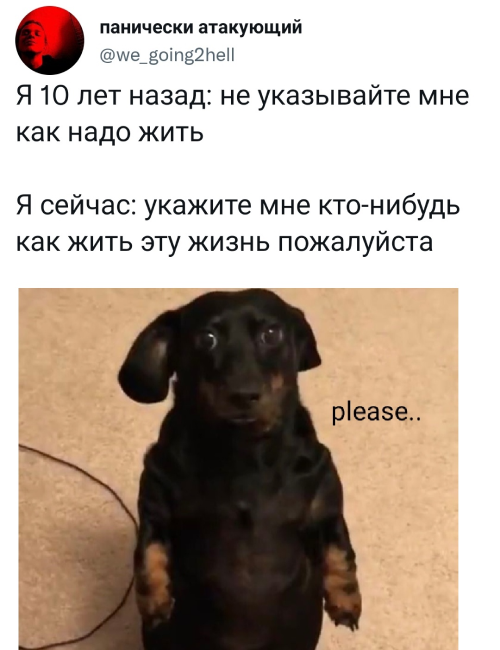 панически атакующий
@we_going2hell
Я 10 лет назад: не указывайте мне
как надо жить
Я сейчас: укажите мне кто-нибудь
как жить эту жизнь пожалуйста
please..